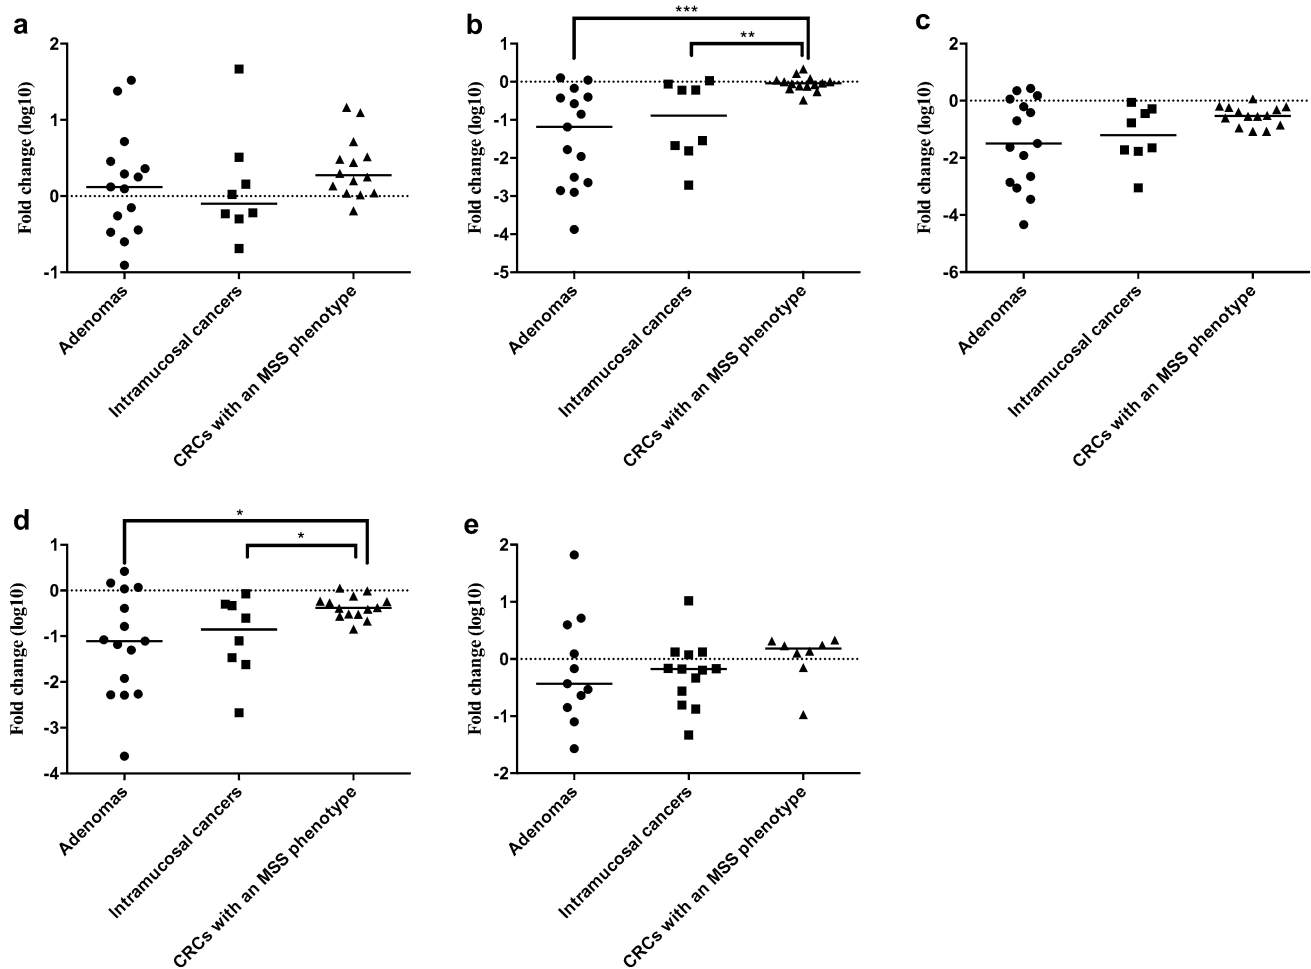 a
2
1
0
-1
Fold change (log10)
Adenomas
Intramucosal cancers
CRCs with an MSS phenotype
b
***
**
1
0
-1
-2
-3
-4
-5
Fold change (log10)
Adenomas
Intramucosal cancers
CRCs with an MSS phenotype
c
2
0
-2
-4
-6
Fold change (log10)
Adenomas
Intramucosal cancers
CRCs with an MSS phenotype
d
*
*
1
0
-1
-2
-3
-4
Fold change (log10)
Adenomas
Intramucosal cancers
CRCs with an MSS phenotype
e
2
1
0
-1
-2
Fold change (log10)
Adenomas
Intramucosal cancers
CRCs with an MSS phenotype